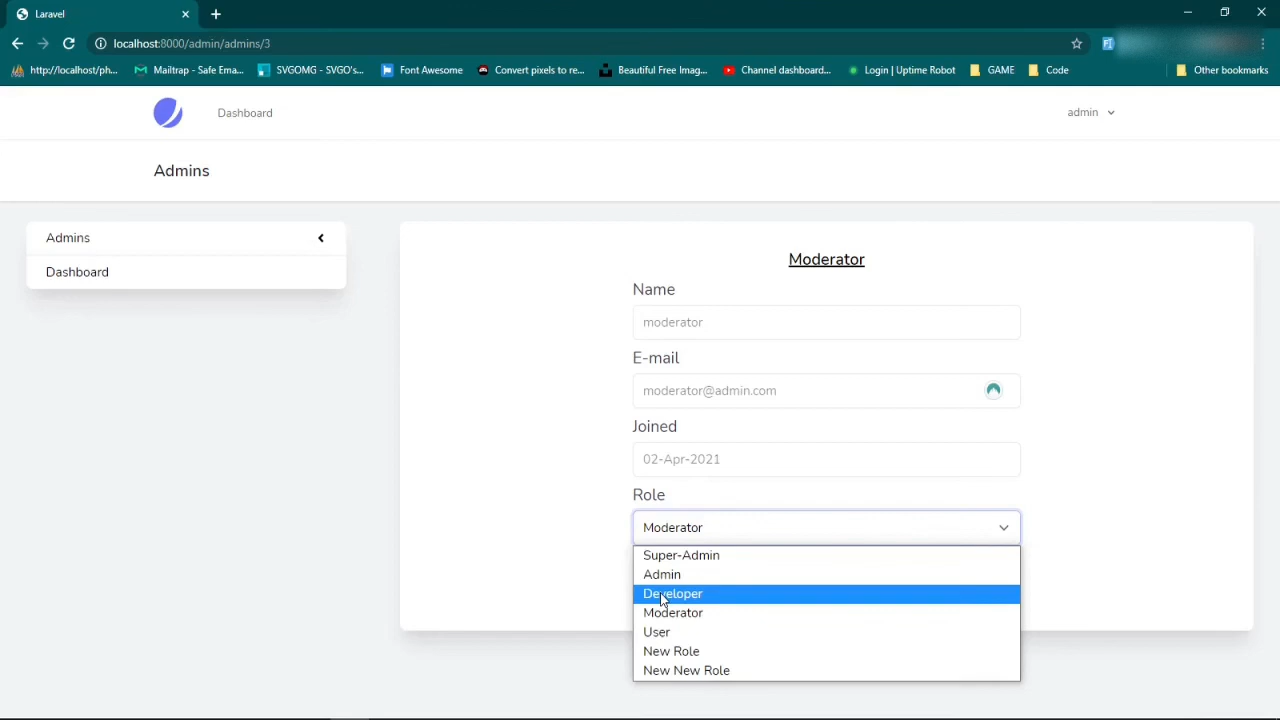 Laravel
localhost:8000/admin/admins/3
http://localhost/ph...
Mailtrap - Safe Ema...
SVGOMG - SVGO's...
Font Awesome
Convert pixels to re...
Beautiful Free Imag...
Channel dashboard...
Login | Uptime Robot
GAME
Code
Other bookmarks
Dashboard
admin
Admins
Admins
Dashboard
Moderator
Name
moderator
E-mail
moderator@admin.com
Joined
02-Apr-2021
Role
Moderator
Super-Admin
Admin
Developer
Moderator
User
New Role
New New Role